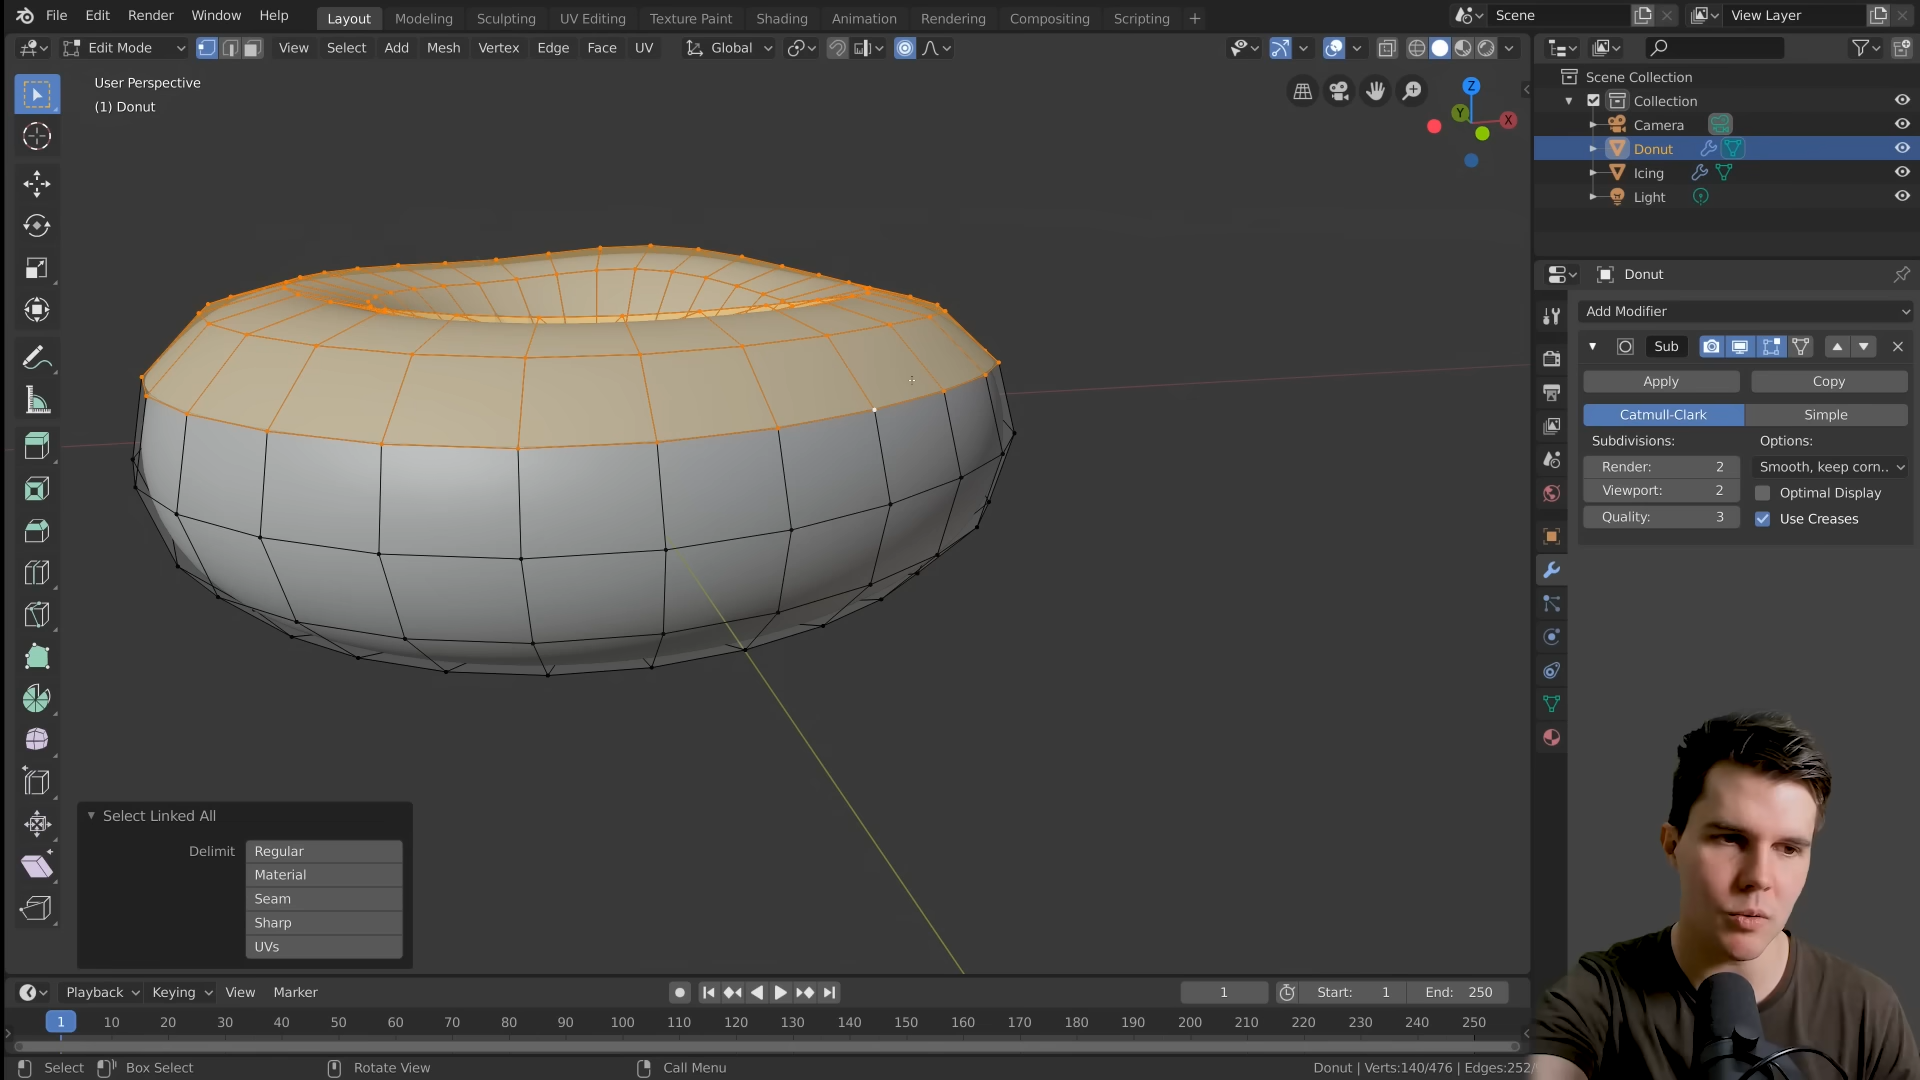 File Edit Render Window Help Layout Modeling Sculpting UV Editing Texture Paint Shading Animation Rendering Compositing Scripting + Scene View Layer
Edit Mode View Select Add Mesh Vertex Edge Face UV Global
User Perspective
(1) Donut
Z
Y
X
Scene Collection
Collection
Camera
Donut
Icing
Light
Donut
Add Modifier
Sub
Apply Copy
Catmull-Clark Simple
Subdivisions: Options:
Render: 2 Smooth, keep corn..
Viewport: 2 Optimal Display
Quality: 3 Use Creases
Select Linked All
Delimit Regular
Material
Seam
Sharp
UVs
Playback Keying View Marker 1 Start: 1 End: 250
1 10 20 30 40 50 60 70 80 90 100 110 120 130 140 150 160 170 180 190 200 210 220 230 240 250
Select Box Select Rotate View Call Menu Donut | Verts:140/476 | Edges:252/